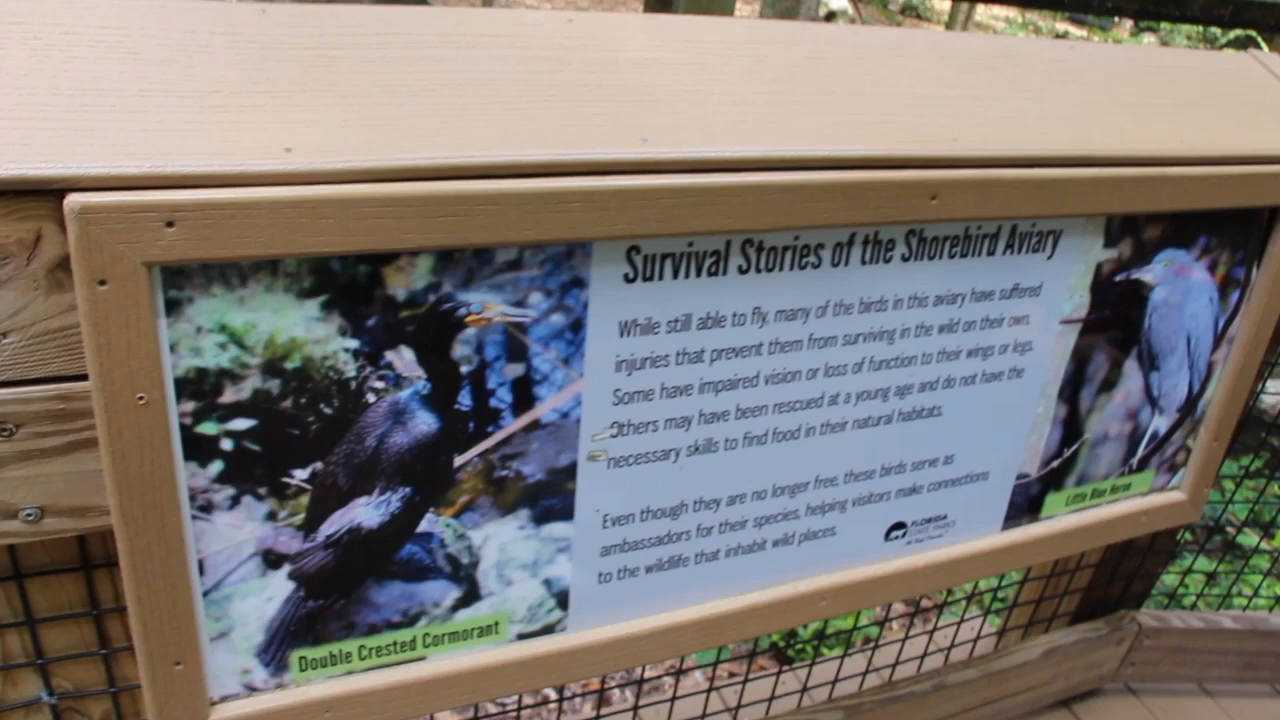 Survival Stories of the Shorebird Aviary
While still able to fly, many of the birds in this aviary have suffered
injuries that prevent them from surviving in the wild on their own.
Some have impaired vision or loss of function to their wings or legs.
Others may have been rescued at a young age and do not have the
necessary skills to find food in their natural habitats.
Even though they are no longer free, these birds serve as
ambassadors for their species, helping visitors make connections
to the wildlife that inhabit wild places.
FLORIDA
STATE PARKS
Double Crested Cormorant
Little Blue Heron